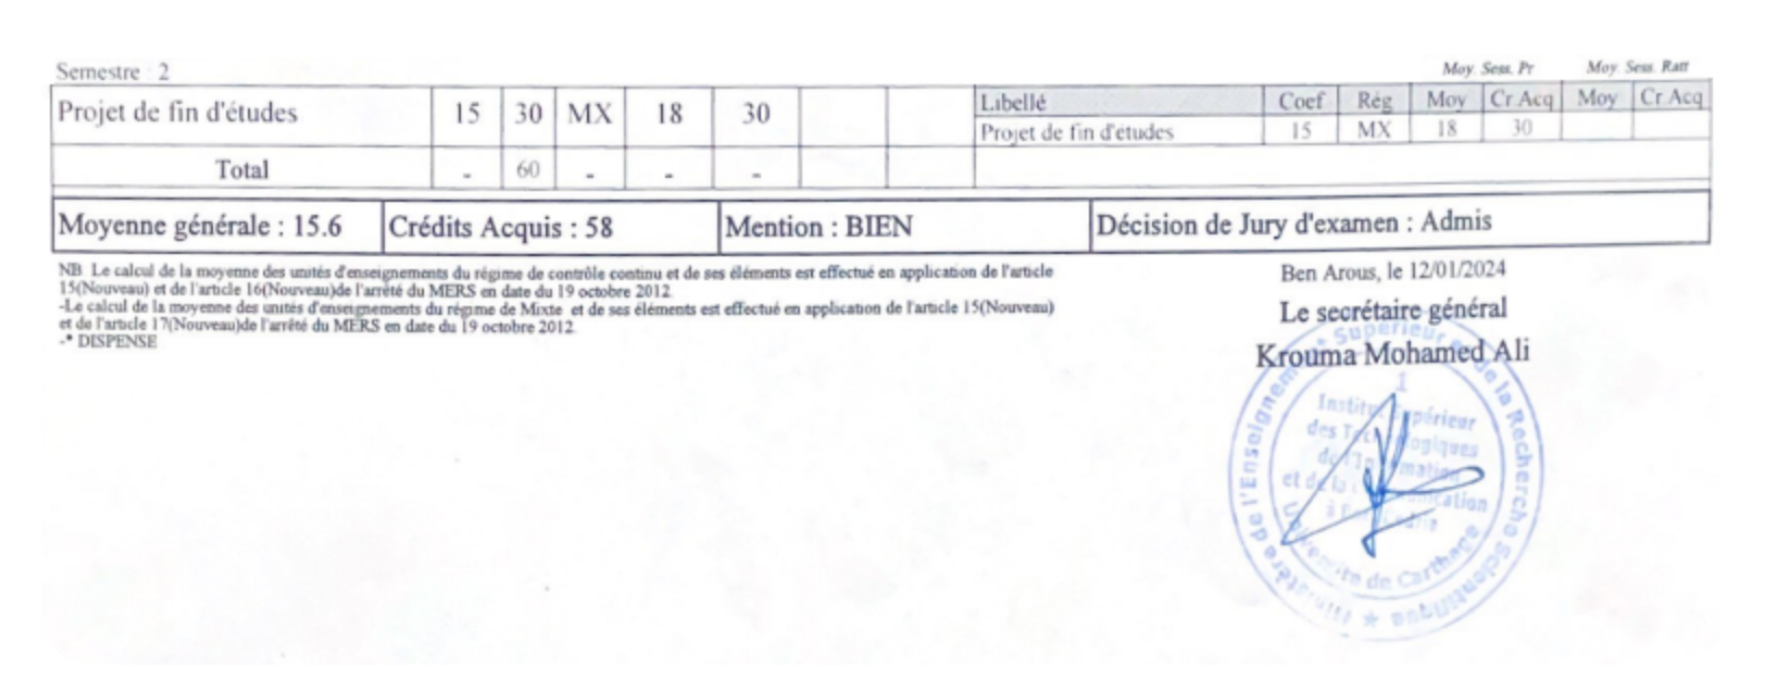 Semestre : 2
Moy. Sess. Pr Moy. Sess. Ratt
Projet de fin d'études 15 30 MX 18 30
Libellé Coef Rég Moy Cr.Acq Moy Cr.Acq
Projet de fin d'études 15 MX 18 30
Total - 60 - - -
Moyenne générale : 15.6 Crédits Acquis : 58 Mention : BIEN Décision de Jury d'examen : Admis
NB Le calcul de la moyenne des unités d'enseignements du régime de contrôle continu et de ses éléments est effectué en application de l'article
15(Nouveau) et de l'article 16(Nouveau)de l'arrêté du MERS en date du 19 octobre 2012.
-Le calcul de la moyenne des unités d'enseignements du régime de Mixte et de ses éléments est effectué en application de l'article 15(Nouveau)
et de l'article 17(Nouveau)de l'arrêté du MERS en date du 19 octobre 2012.
-* DISPENSE
Ben Arous, le 12/01/2024
Le secrétaire général
Krouma Mohamed Ali
de l'Enseignement Supérieur de la Recherche Scientifique
1
Institut Supérieur
des
et de la
Université de Carthage